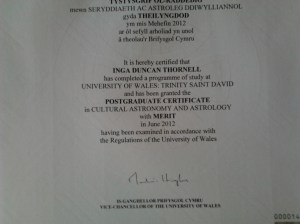 TYSTYSGRIF ÔL-RADDEDIG
mewn SERYDDIAETH AC ASTROLEG DDIWYLLIANNOL
gyda THEILYNGDOD
ym mis Mehefin 2012
ar ôl sefyll arholiad yn unol
â rheolau'r Brifysgol Cymru
It is hereby certified that
INGA DUNCAN THORNELL
has completed a programme of study at
UNIVERSITY OF WALES: TRINITY SAINT DAVID
and has been granted the
POSTGRADUATE CERTIFICATE
in CULTURAL ASTRONOMY AND ASTROLOGY
with MERIT
in June 2012
having been examined in accordance with
the Regulations of the University of Wales
IS-GANGHELLOR PRIFYSGOL CYMRU
VICE-CHANCELLOR OF THE UNIVERSITY OF WALES